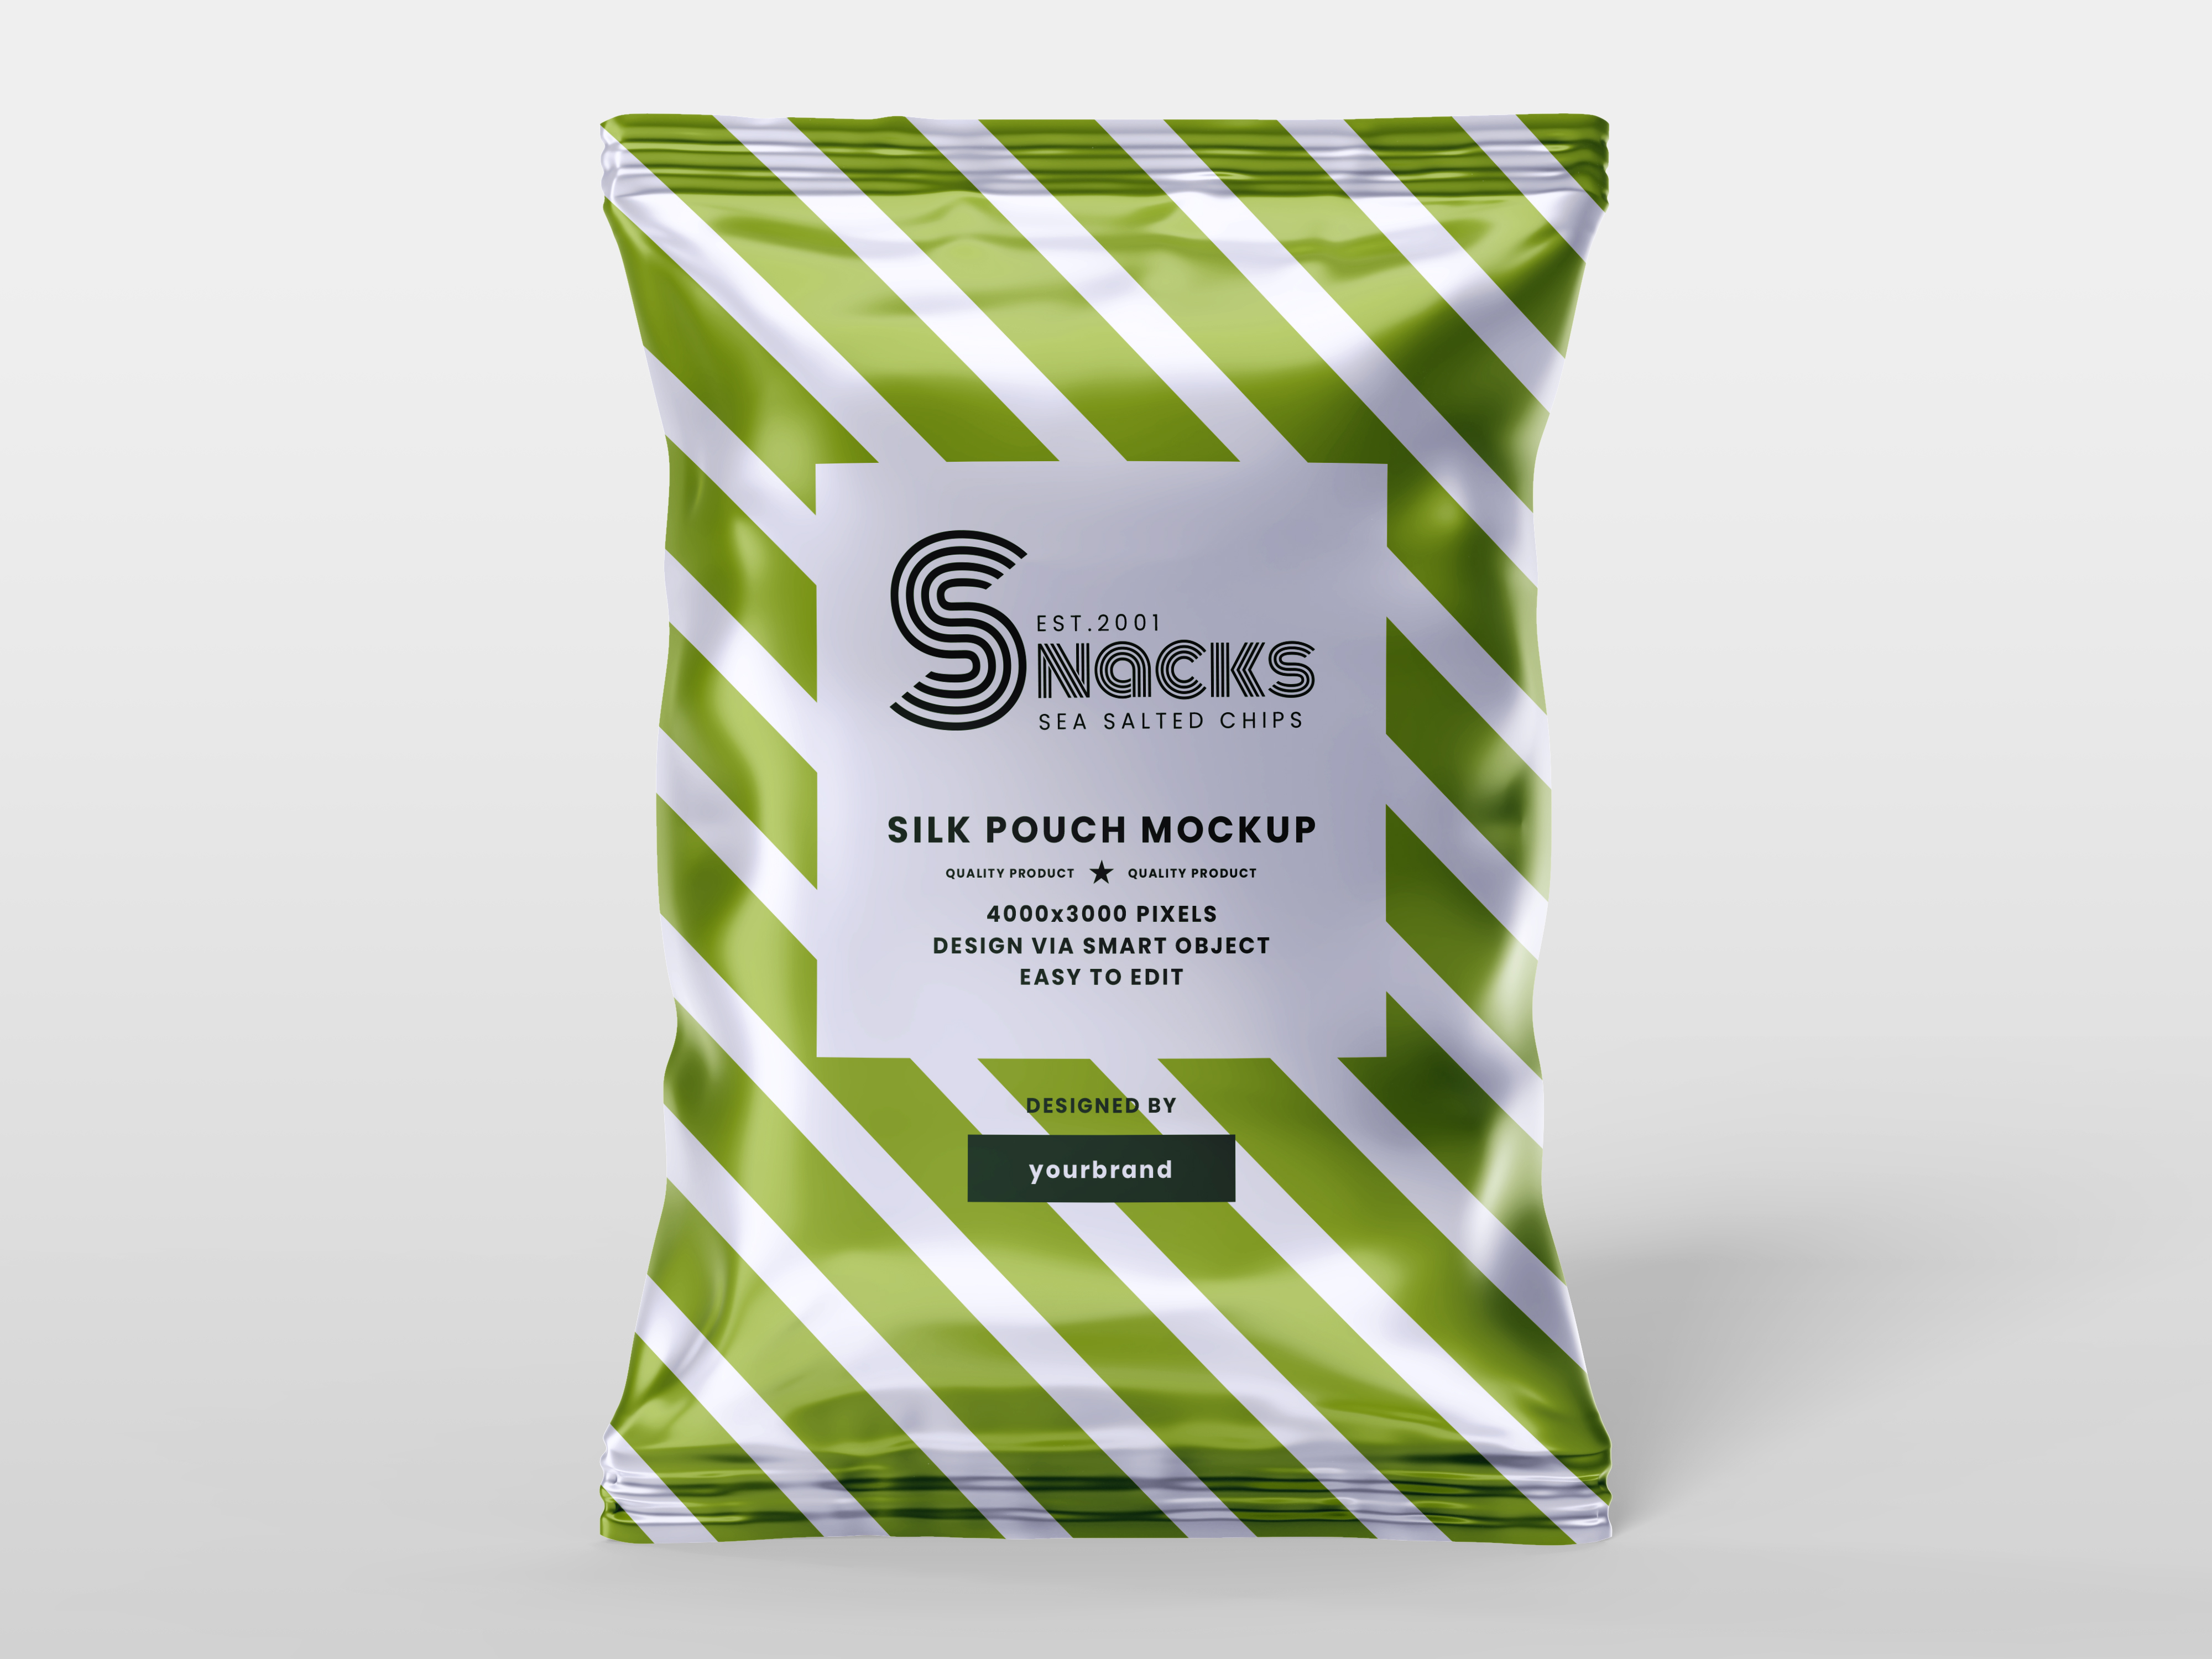 EST.2001
Snacks
SEA SALTED CHIPS
SILK POUCH MOCKUP
QUALITY PRODUCT ★ QUALITY PRODUCT
4000x3000 PIXELS
DESIGN VIA SMART OBJECT
EASY TO EDIT
DESIGNED BY
yourbrand